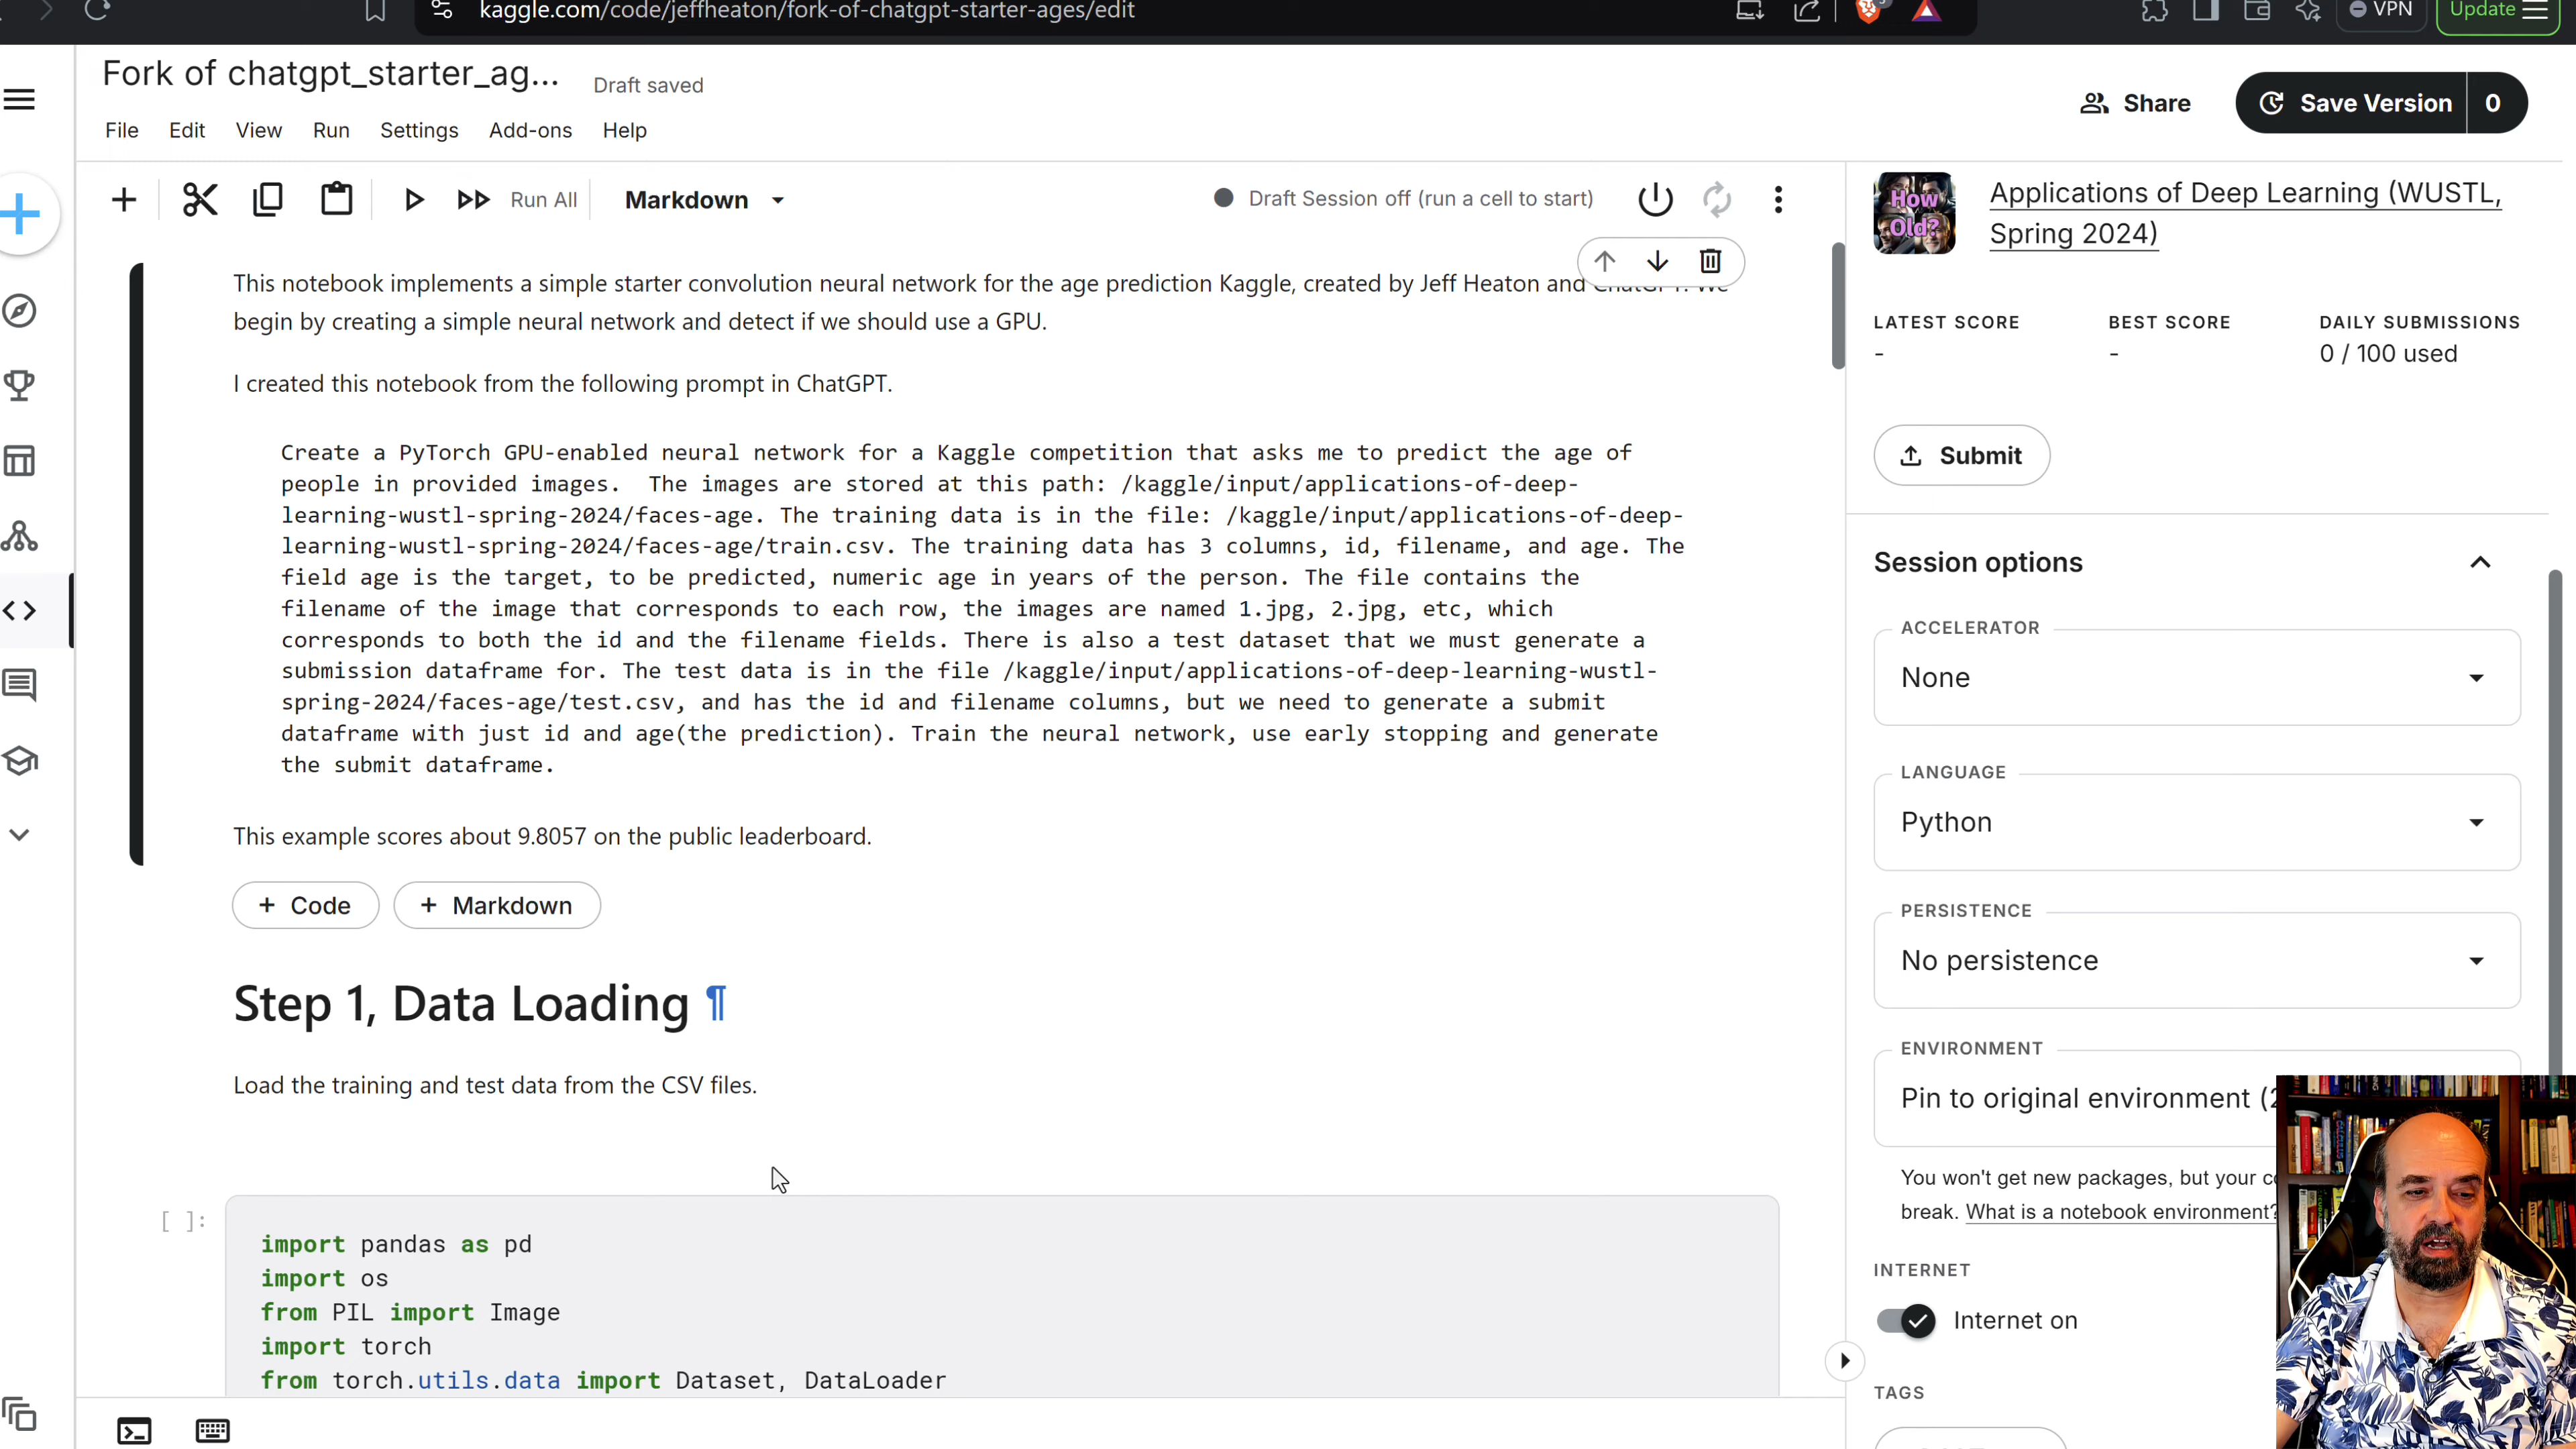 kaggle.com/code/jeffheaton/fork-of-chatgpt-starter-ages/edit
VPN
Update
Fork of chatgpt_starter_ag...
Draft saved
File Edit View Run Settings Add-ons Help
Share
Save Version 0
Run All
Markdown
Draft Session off (run a cell to start)
This notebook implements a simple starter convolution neural network for the age prediction Kaggle, created by Jeff Heaton and ChatGPT. We
begin by creating a simple neural network and detect if we should use a GPU.
I created this notebook from the following prompt in ChatGPT.
Create a PyTorch GPU-enabled neural network for a Kaggle competition that asks me to predict the age of
people in provided images.  The images are stored at this path: /kaggle/input/applications-of-deep-
learning-wustl-spring-2024/faces-age. The training data is in the file: /kaggle/input/applications-of-deep-
learning-wustl-spring-2024/faces-age/train.csv. The training data has 3 columns, id, filename, and age. The
field age is the target, to be predicted, numeric age in years of the person. The file contains the
filename of the image that corresponds to each row, the images are named 1.jpg, 2.jpg, etc, which
corresponds to both the id and the filename fields. There is also a test dataset that we must generate a
submission dataframe for. The test data is in the file /kaggle/input/applications-of-deep-learning-wustl-
spring-2024/faces-age/test.csv, and has the id and filename columns, but we need to generate a submit
dataframe with just id and age(the prediction). Train the neural network, use early stopping and generate
the submit dataframe.
This example scores about 9.8057 on the public leaderboard.
+ Code
+ Markdown
Step 1, Data Loading ¶
Load the training and test data from the CSV files.
[ ]:
import pandas as pd
import os
from PIL import Image
import torch
from torch.utils.data import Dataset, DataLoader
How
Old?
Applications of Deep Learning (WUSTL,
Spring 2024)
LATEST SCORE
-
BEST SCORE
-
DAILY SUBMISSIONS
0 / 100 used
Submit
Session options
ACCELERATOR
None
LANGUAGE
Python
PERSISTENCE
No persistence
ENVIRONMENT
Pin to original environment (2
You won't get new packages, but your
break. What is a notebook environment?
INTERNET
Internet on
TAGS